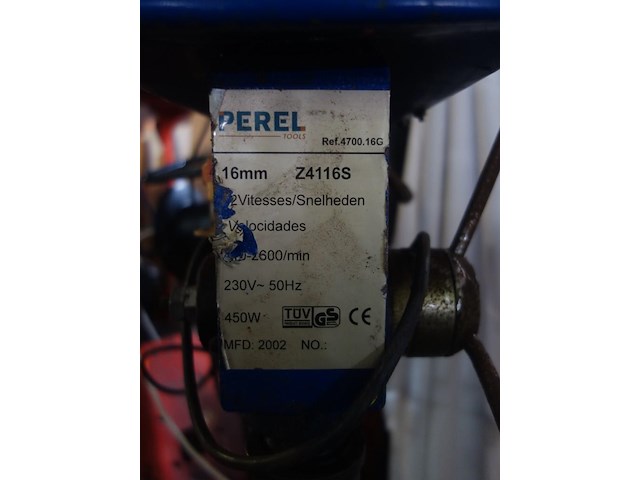 PEREL
TOOLS
Ref.4700.16G
16mm Z4116S
2Vitesses/Snelheden
Velocidades
2600/min
230V~ 50Hz
450W TÜV GS CE
MFD: 2002 NO.: